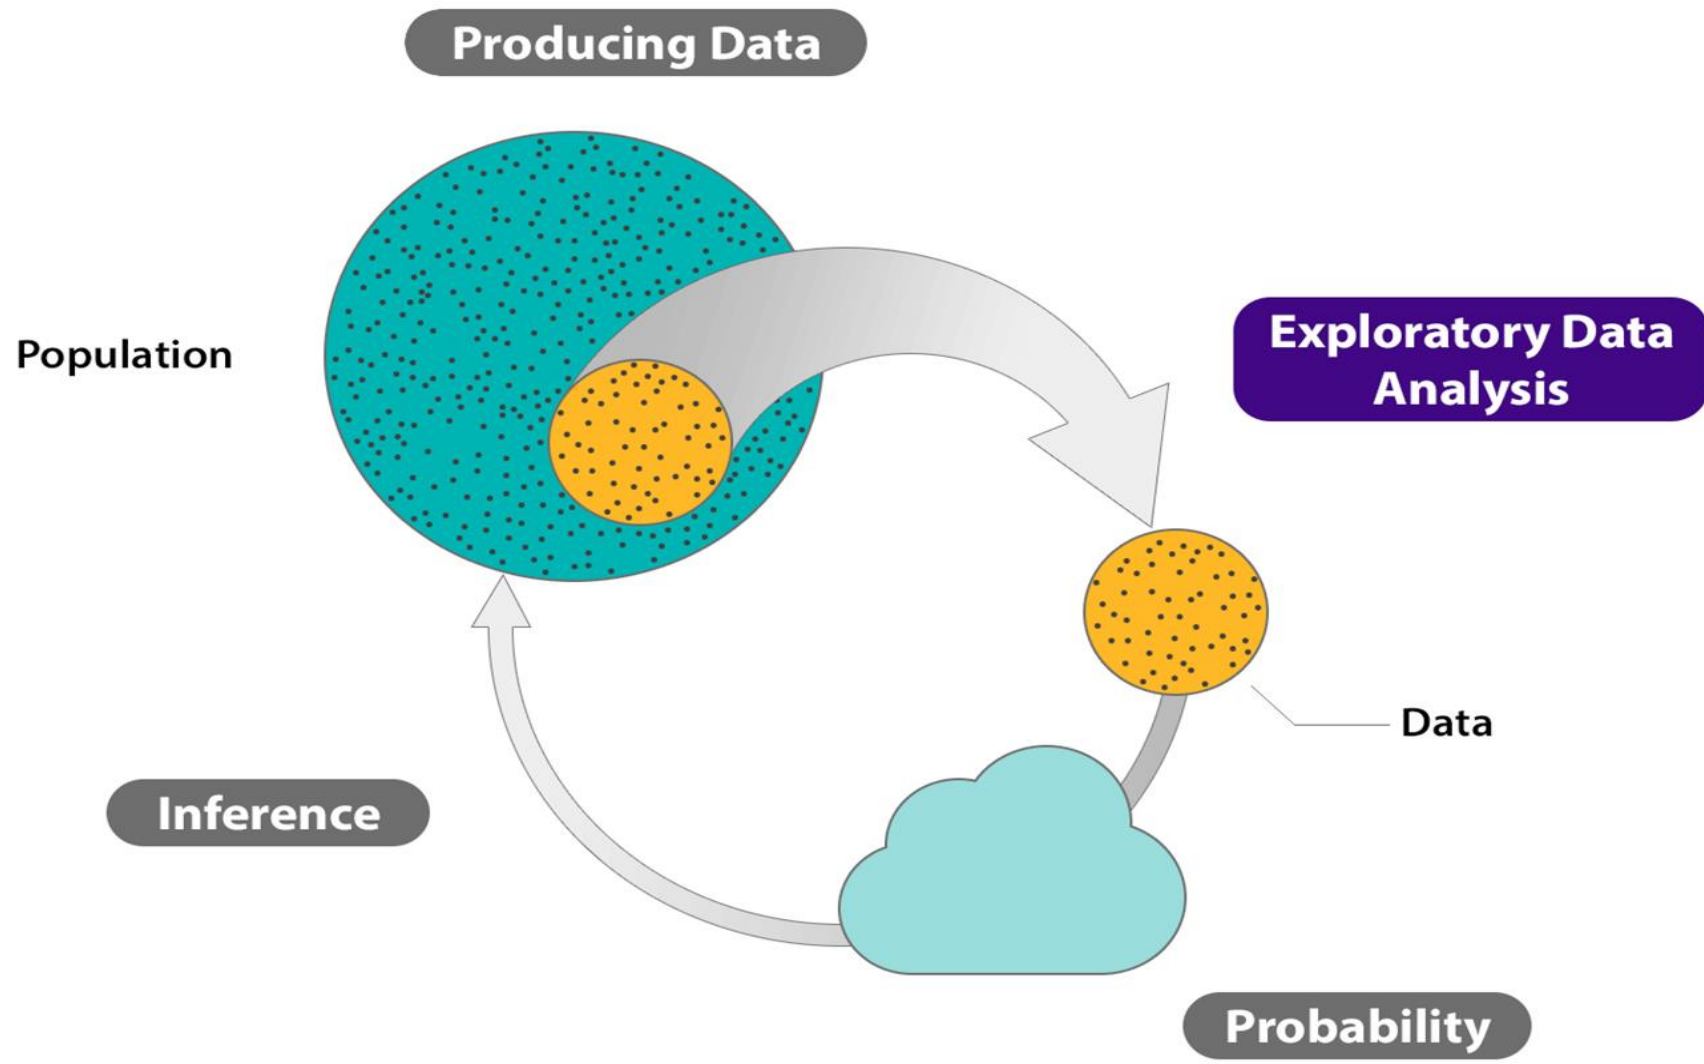 Producing Data
Population
Exploratory Data
Analysis
Data
Inference
Probability